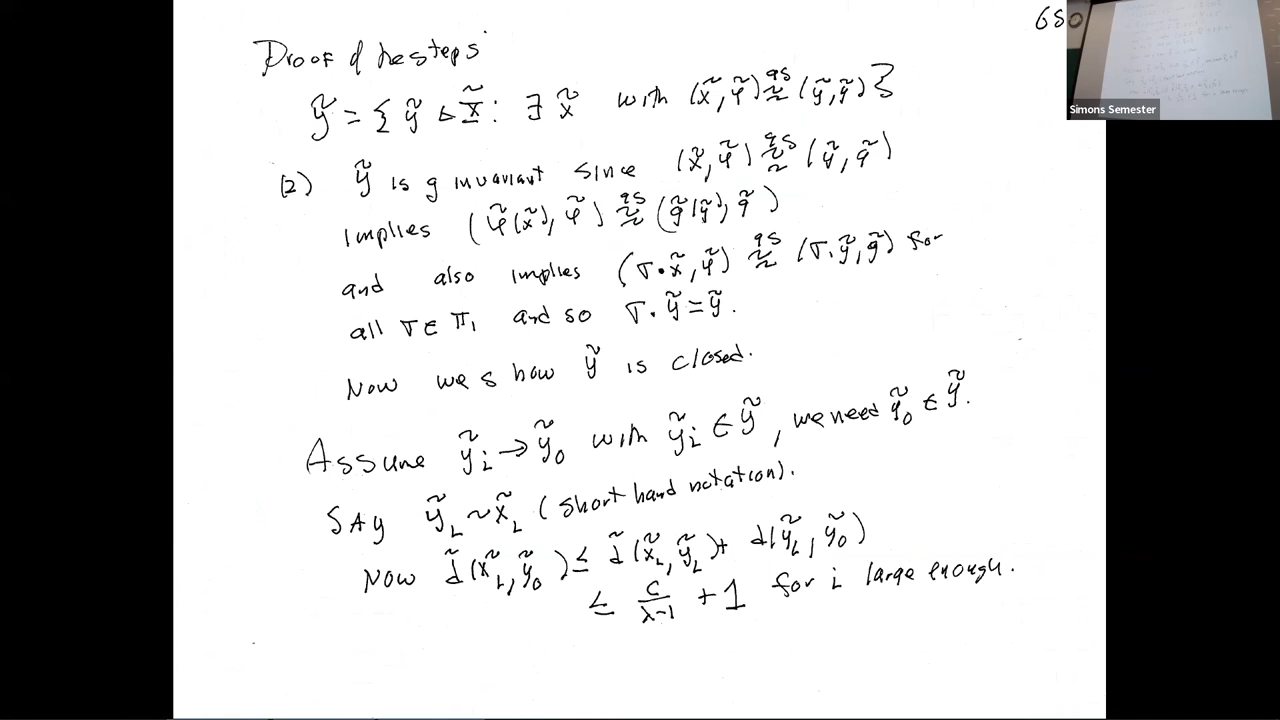 68
Simons Semester
Proof of the steps
ỹ = { ỹ ∈ X̃ : ∃ x̃ with (x̃, φ̃) ≈^{qs} (ỹ, g̃) }
(2) ỹ is g invariant since (x̃, φ̃) ≈^{qs} (ỹ, g̃)
implies (φ̃(x̃), φ̃) ≈^{qs} (g̃(ỹ), g̃)
and also implies (σ·x̃, φ̃) ≈^{qs} (σ·ỹ, g̃) for
all σ ∈ π₁ and so σ·ỹ = ỹ.
Now we show ỹ is closed.
Assume ỹᵢ → ỹ₀ with ỹᵢ ∈ ỹ, we need ỹ₀ ∈ ỹ.
SAY ỹᵢ ~ x̃ᵢ (short hand notation).
Now d̃(x̃ᵢ, ỹ₀) ≤ d̃(x̃ᵢ, ỹᵢ) + d(ỹᵢ, ỹ₀)
≤ c/(λ-1) + 1 for i large enough.